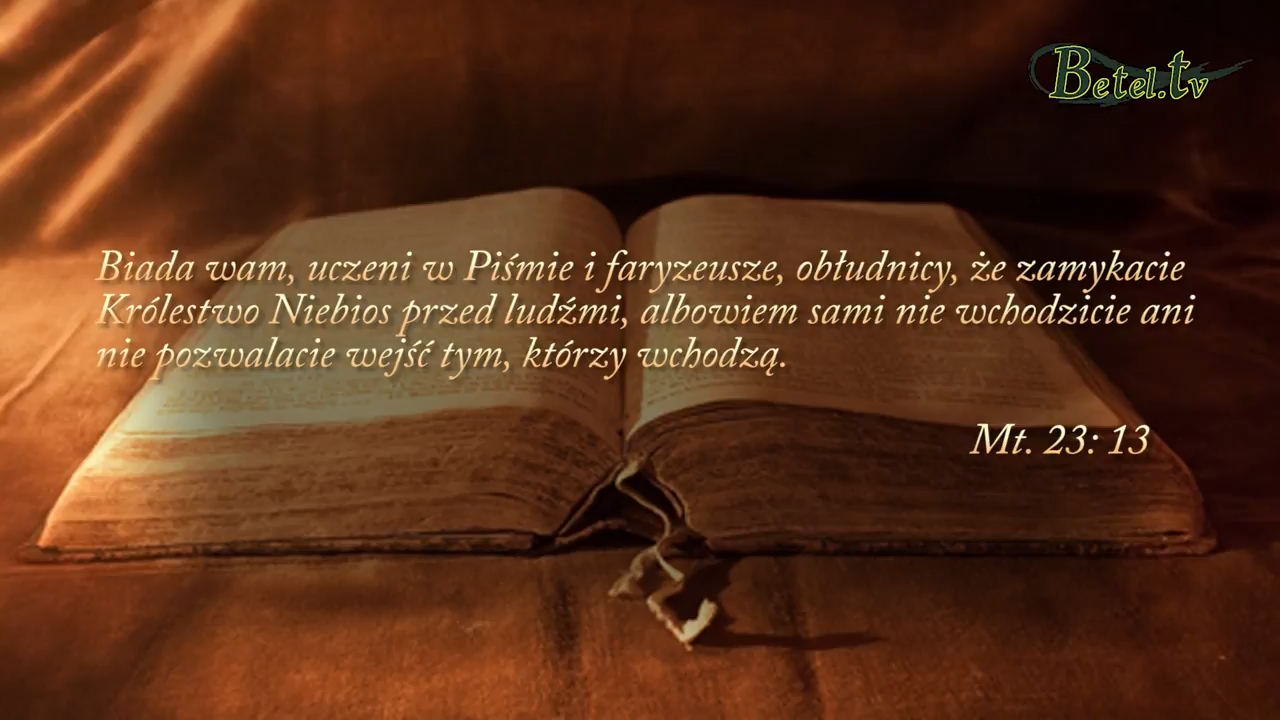 Betel.tv
Biada wam, uczeni w Piśmie i faryzeusze, obłudnicy, że zamykacie
Królestwo Niebios przed ludźmi, albowiem sami nie wchodzicie ani
nie pozwalacie wejść tym, którzy wchodzą.
Mt. 23: 13